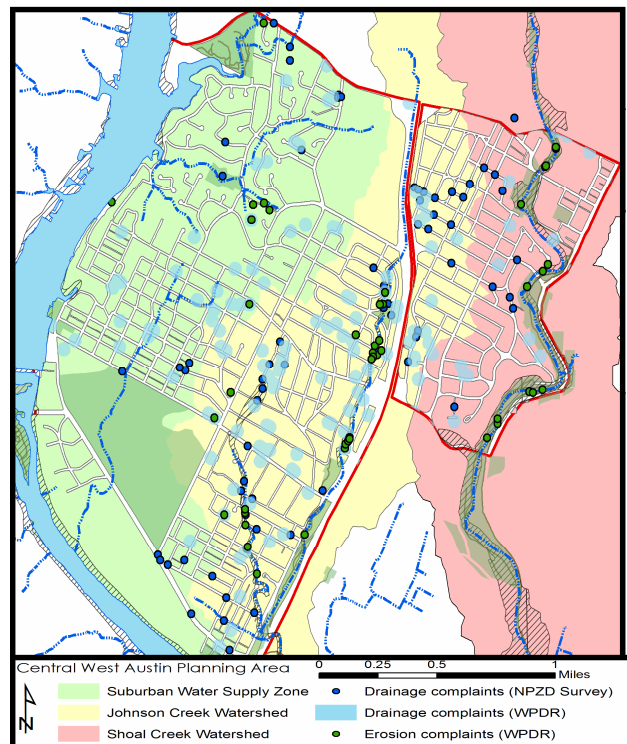 Central West Austin Planning Area
0 0.25 0.5 1
Miles
N
Suburban Water Supply Zone
Johnson Creek Watershed
Shoal Creek Watershed
Drainage complaints (NPZD Survey)
Drainage complaints (WPDR)
Erosion complaints (WPDR)